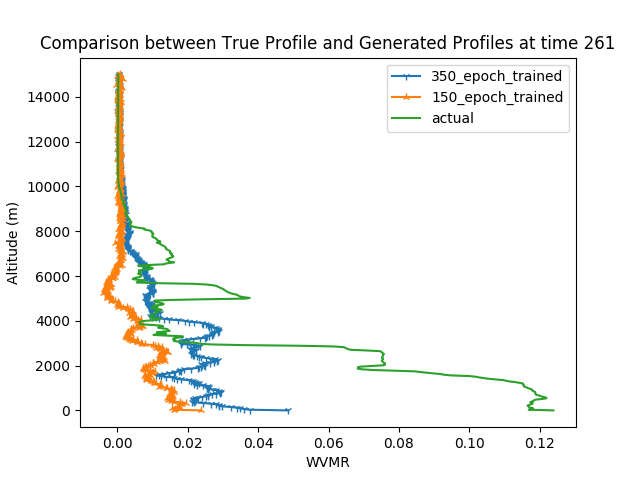 Comparison between True Profile and Generated Profiles at time 261
350_epoch_trained
150_epoch_trained
actual
Altitude (m)
14000
12000
10000
8000
6000
4000
2000
0
0.00 0.02 0.04 0.06 0.08 0.10 0.12
WVMR